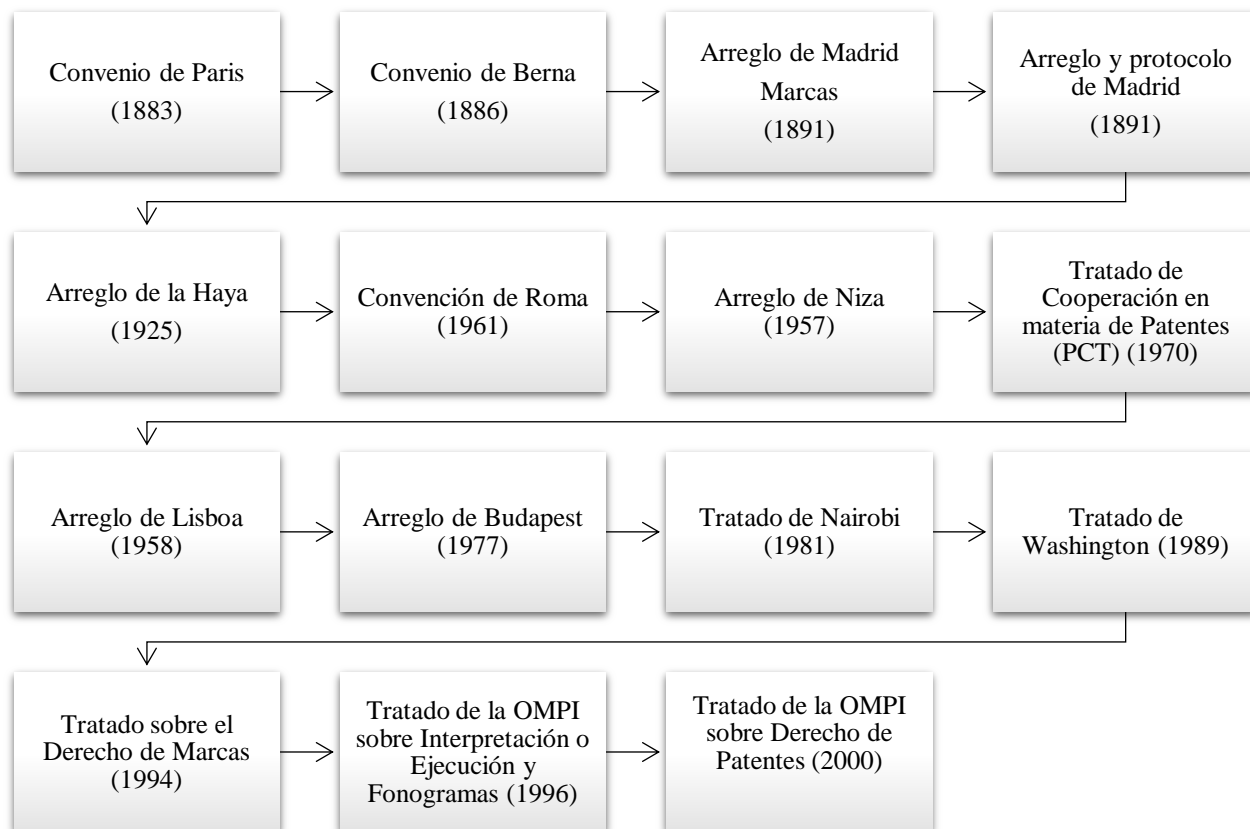 Convenio de Paris
(1883)
Convenio de Berna
(1886)
Arreglo de Madrid
Marcas
(1891)
Arreglo y protocolo
de Madrid
(1891)
Arreglo de la Haya
(1925)
Convención de Roma
(1961)
Arreglo de Niza
(1957)
Tratado de
Cooperación en
materia de Patentes
(PCT) (1970)
Arreglo de Lisboa
(1958)
Arreglo de Budapest
(1977)
Tratado de Nairobi
(1981)
Tratado de
Washington (1989)
Tratado sobre el
Derecho de Marcas
(1994)
Tratado de la OMPI
sobre Interpretación o
Ejecución y
Fonogramas (1996)
Tratado de la OMPI
sobre Derecho de
Patentes (2000)